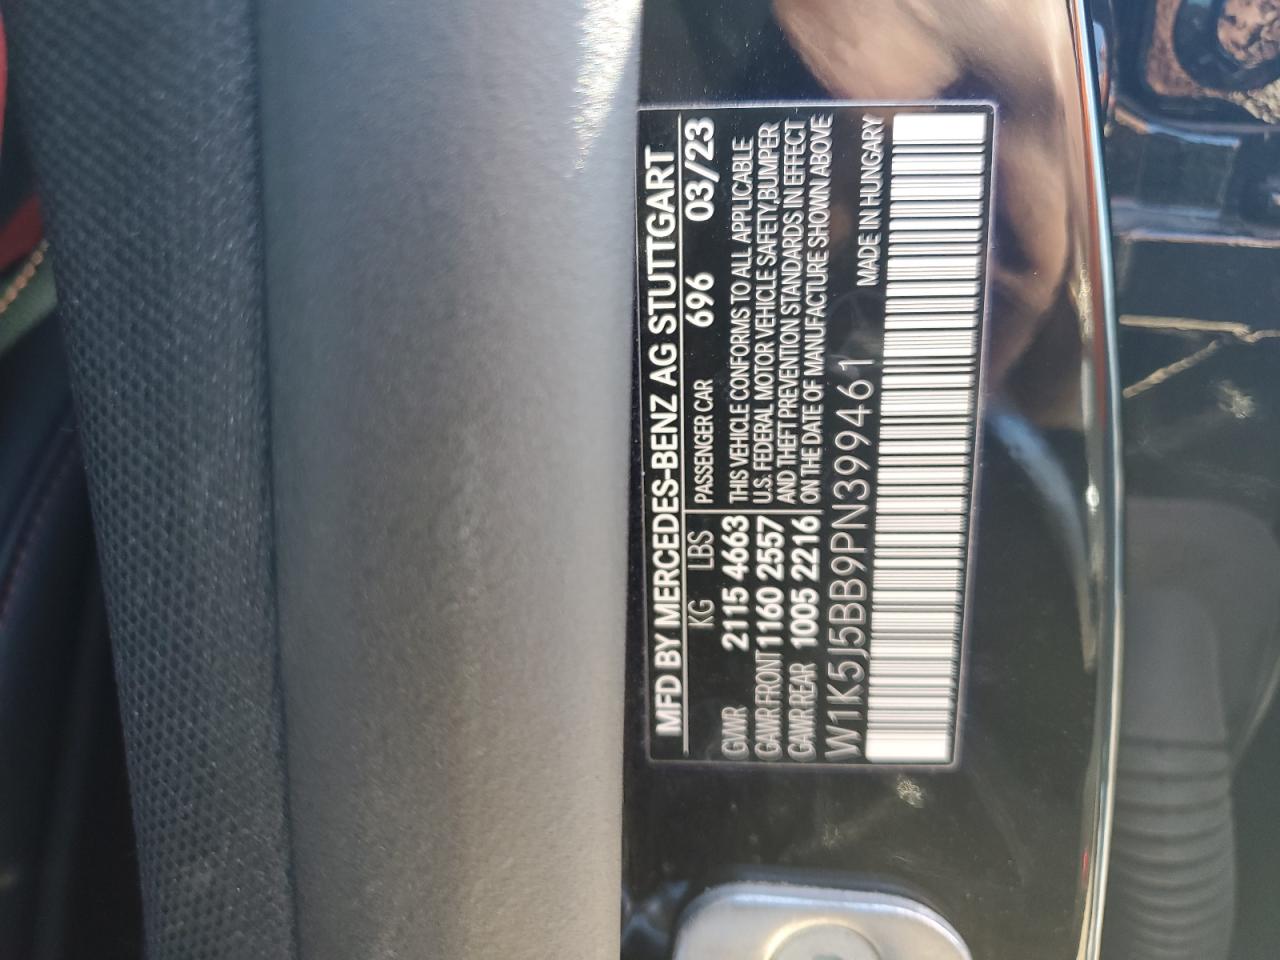 MFD BY MERCEDES-BENZ AG STUTTGART
KG LBS PASSENGER CAR 696 03/23
GVWR 2115 4663
GAWR FRONT 1160 2557
GAWR REAR 1005 2216
THIS VEHICLE CONFORMS TO ALL APPLICABLE
U.S. FEDERAL MOTOR VEHICLE SAFETY,BUMPER
AND THEFT PREVENTION STANDARDS IN EFFECT
ON THE DATE OF MANUFACTURE SHOWN ABOVE
W1K5J5BB9PN399461 MADE IN HUNGARY